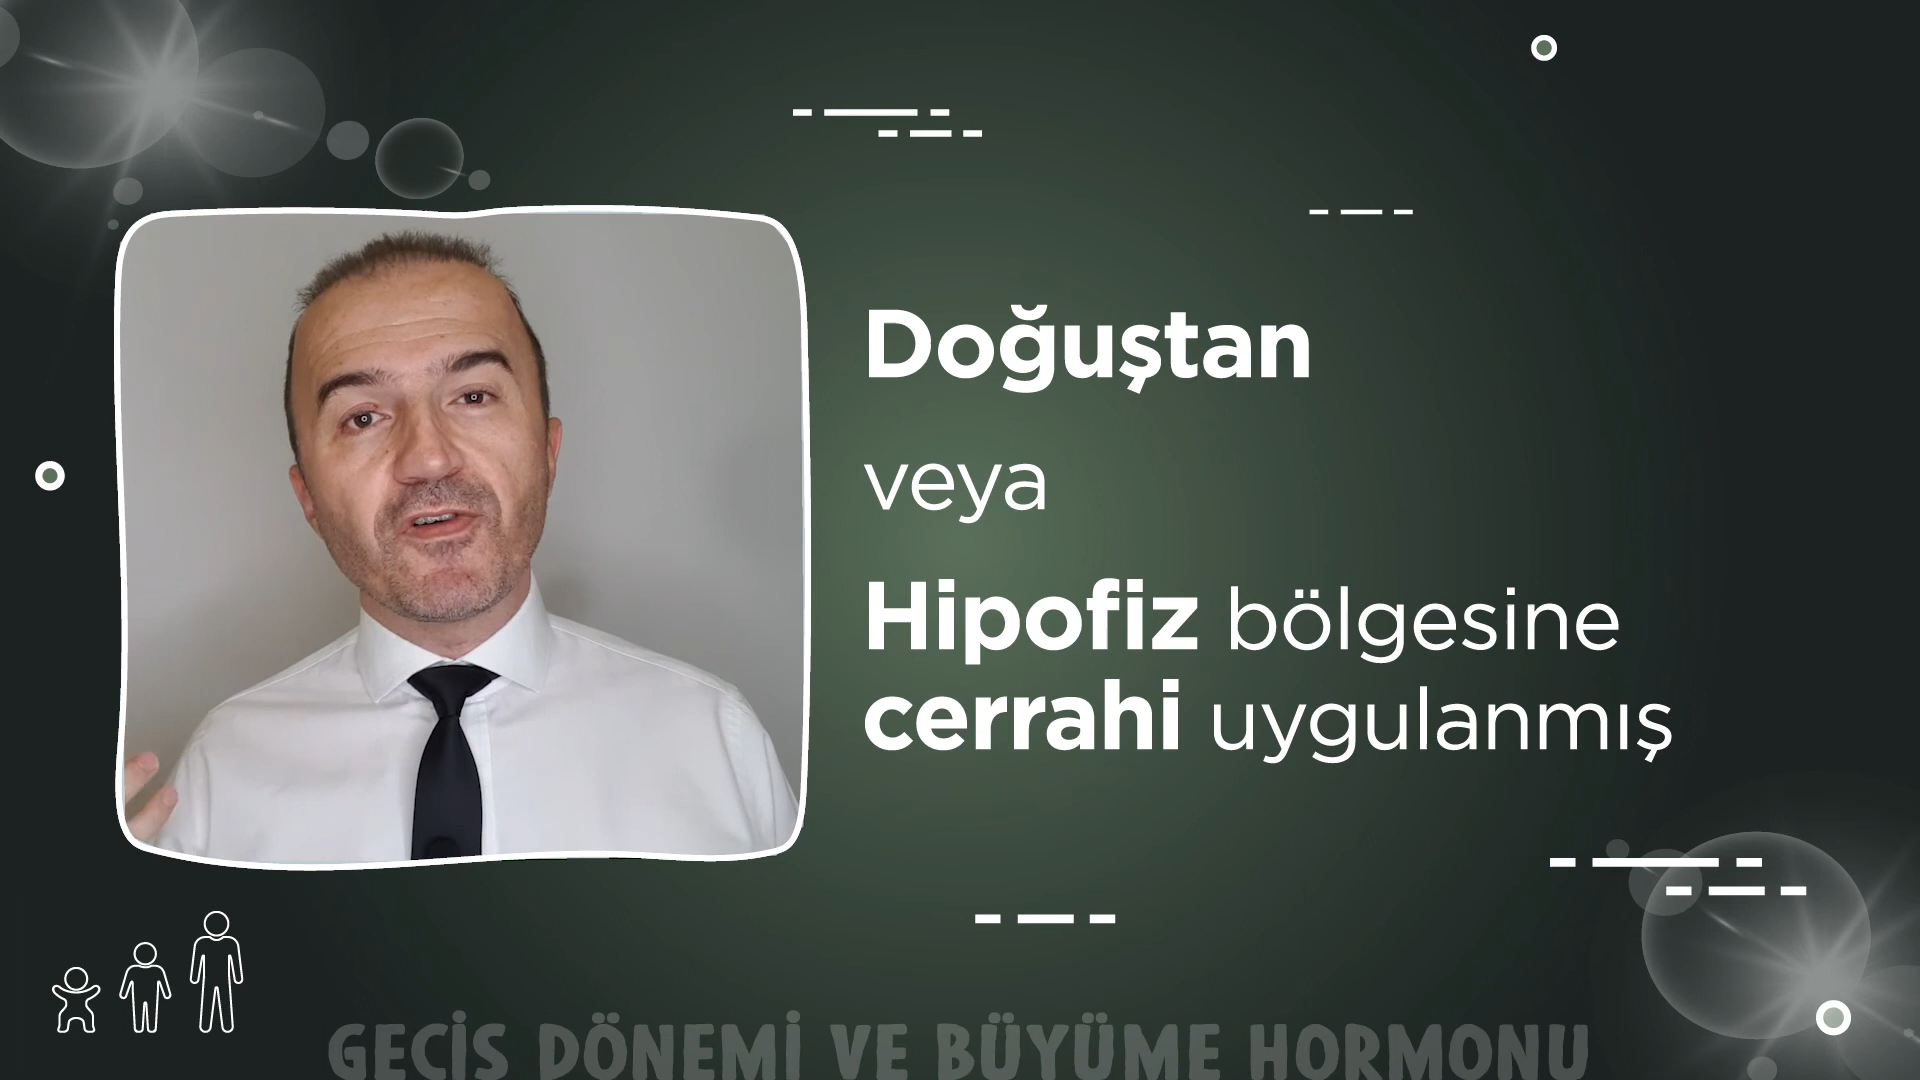 Doğuştan
veya
Hipofiz bölgesine
cerrahi uygulanmış
GEÇİŞ DÖNEMİ VE BÜYÜME HORMONU